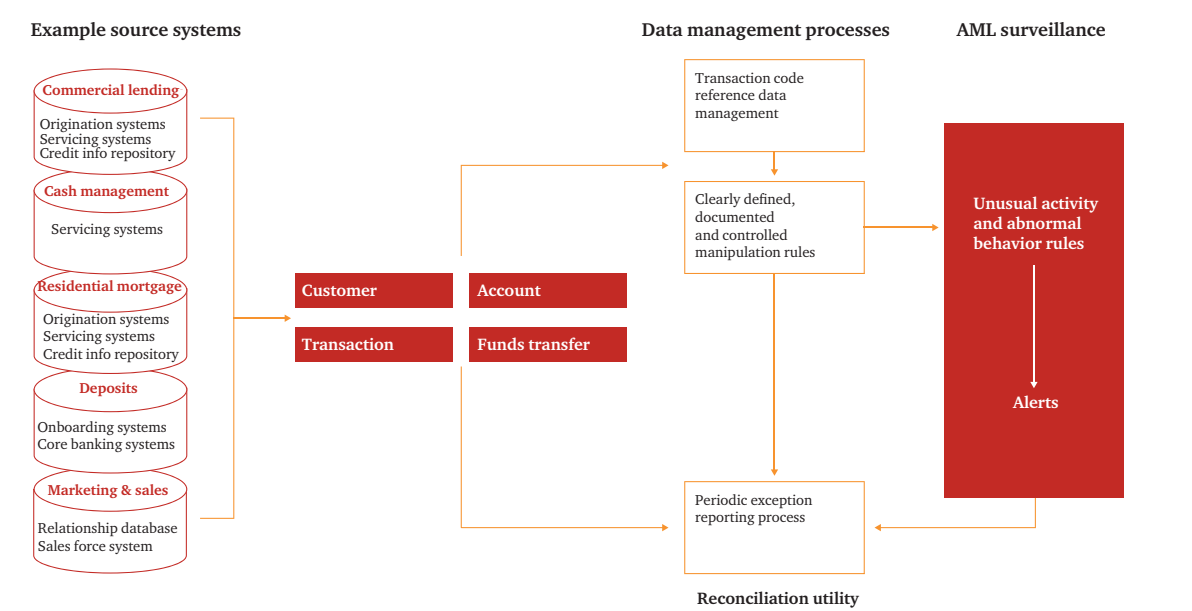 Example source systems
Data management processes
AML surveillance
Commercial lending
Origination systems
Servicing systems
Credit info repository
Cash management
Servicing systems
Residential mortgage
Origination systems
Servicing systems
Credit info repository
Deposits
Onboarding systems
Core banking systems
Marketing & sales
Relationship database
Sales force system
Customer
Account
Transaction
Funds transfer
Transaction code
reference data
management
Clearly defined,
documented
and controlled
manipulation rules
Periodic exception
reporting process
Reconciliation utility
Unusual activity
and abnormal
behavior rules
Alerts